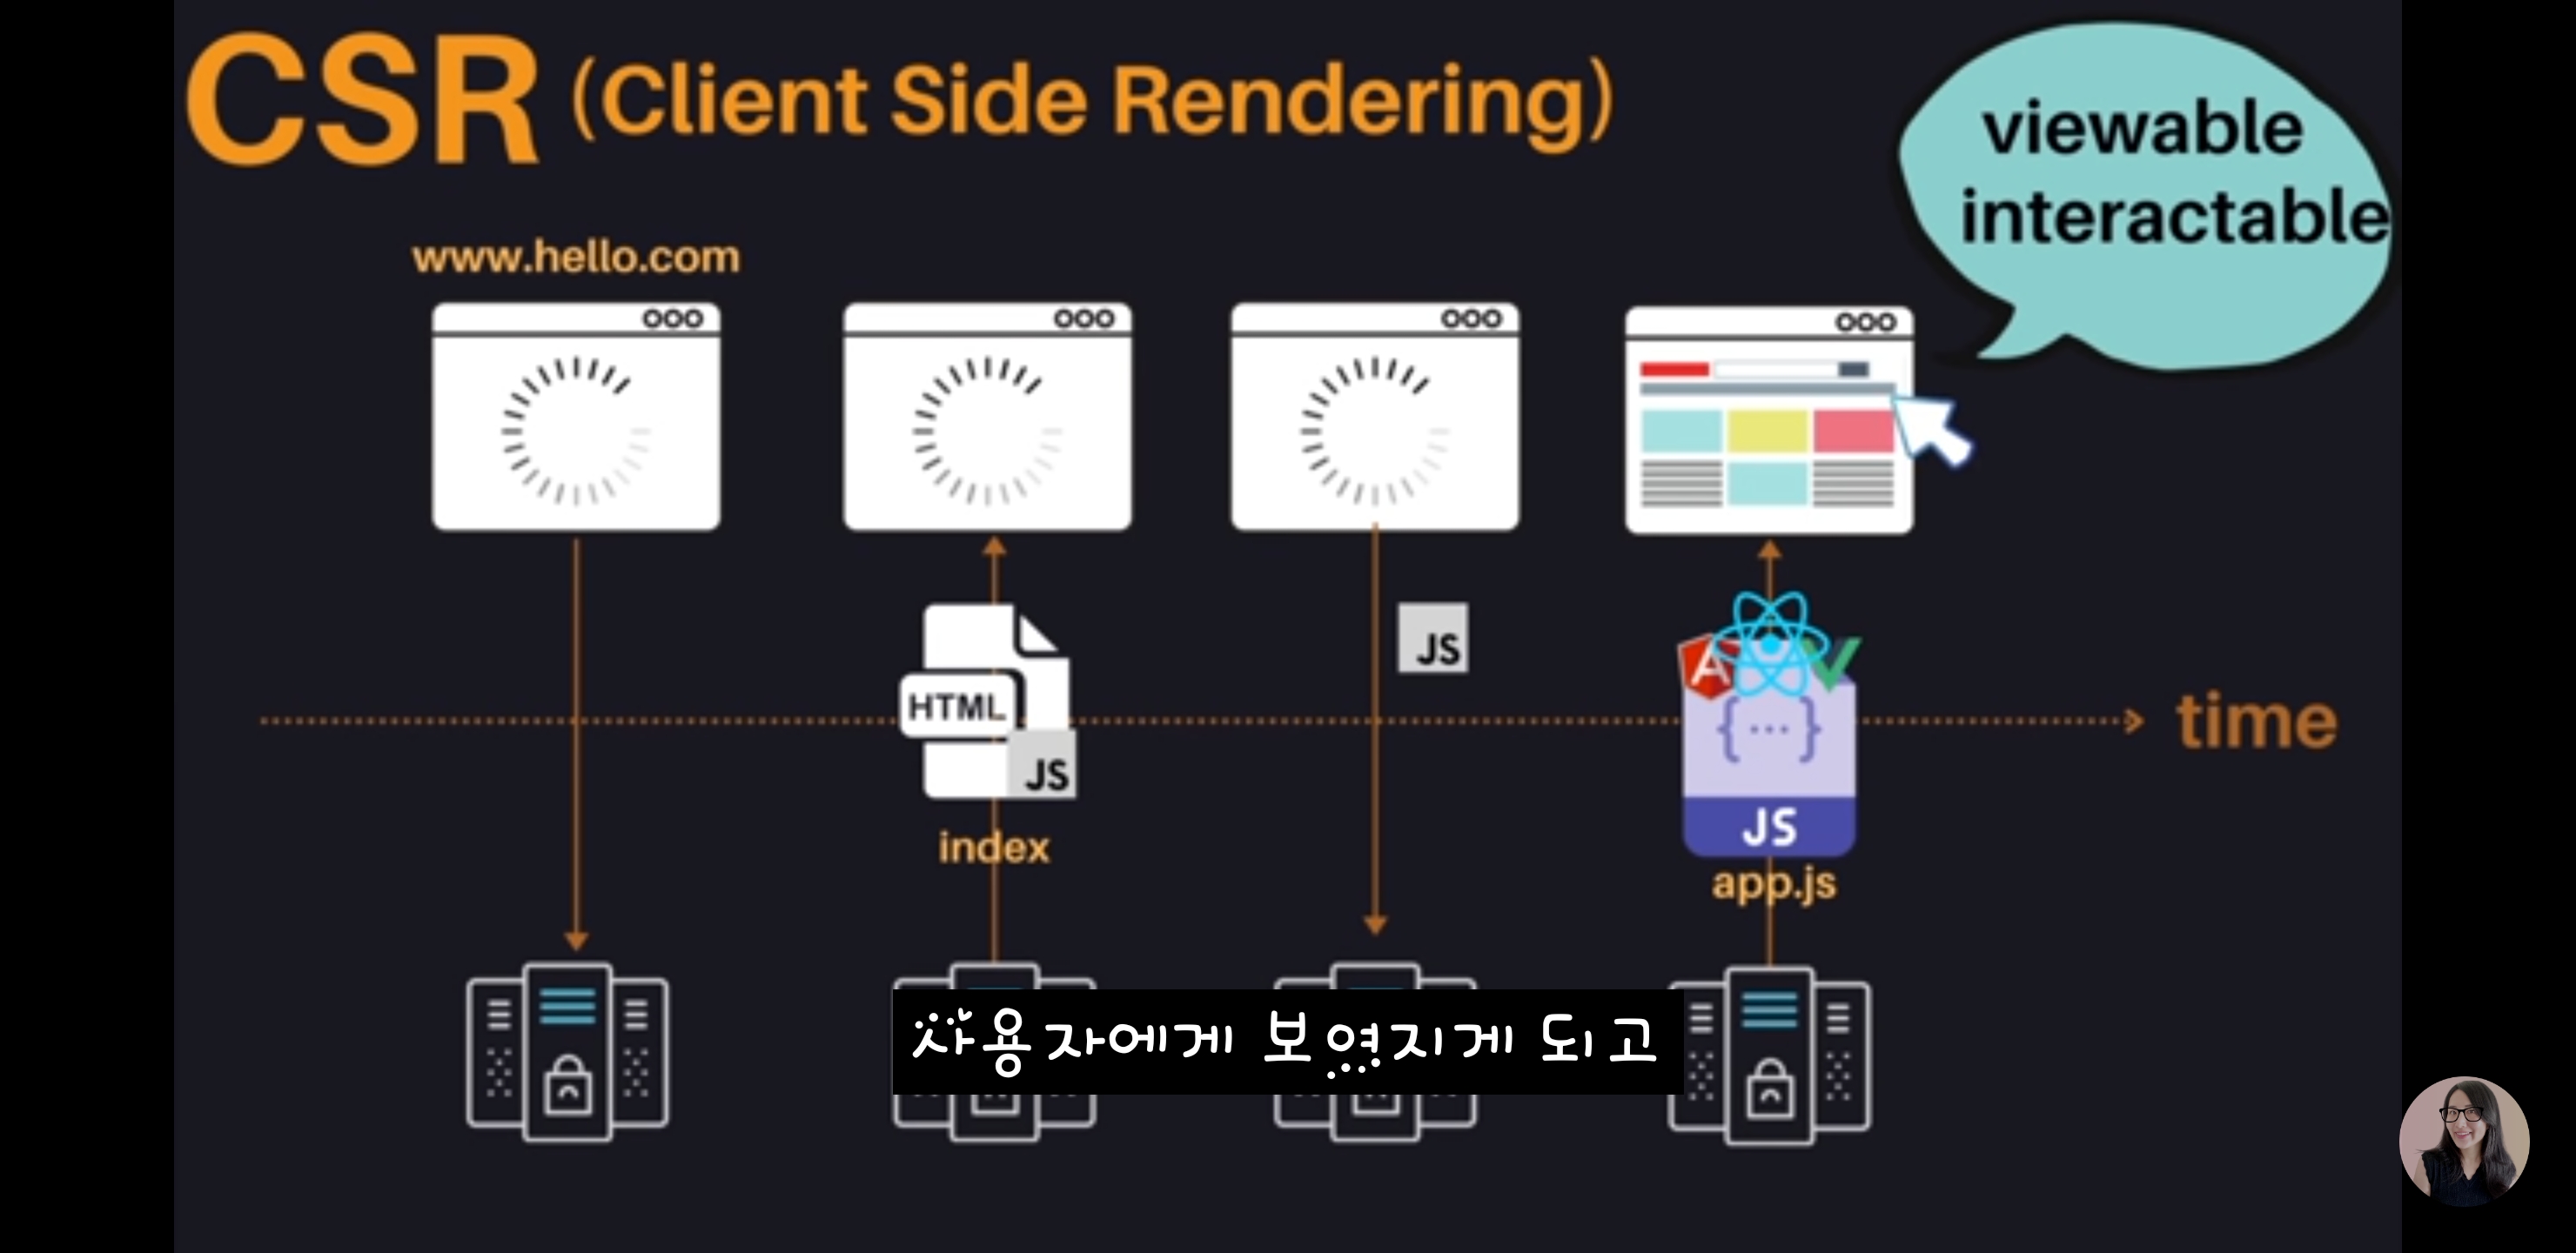 CSR (Client Side Rendering)
viewable
interactable
www.hello.com
HTML
JS
index
JS
A
{...}
JS
app.js
time
사용자에게 보여지게 되고